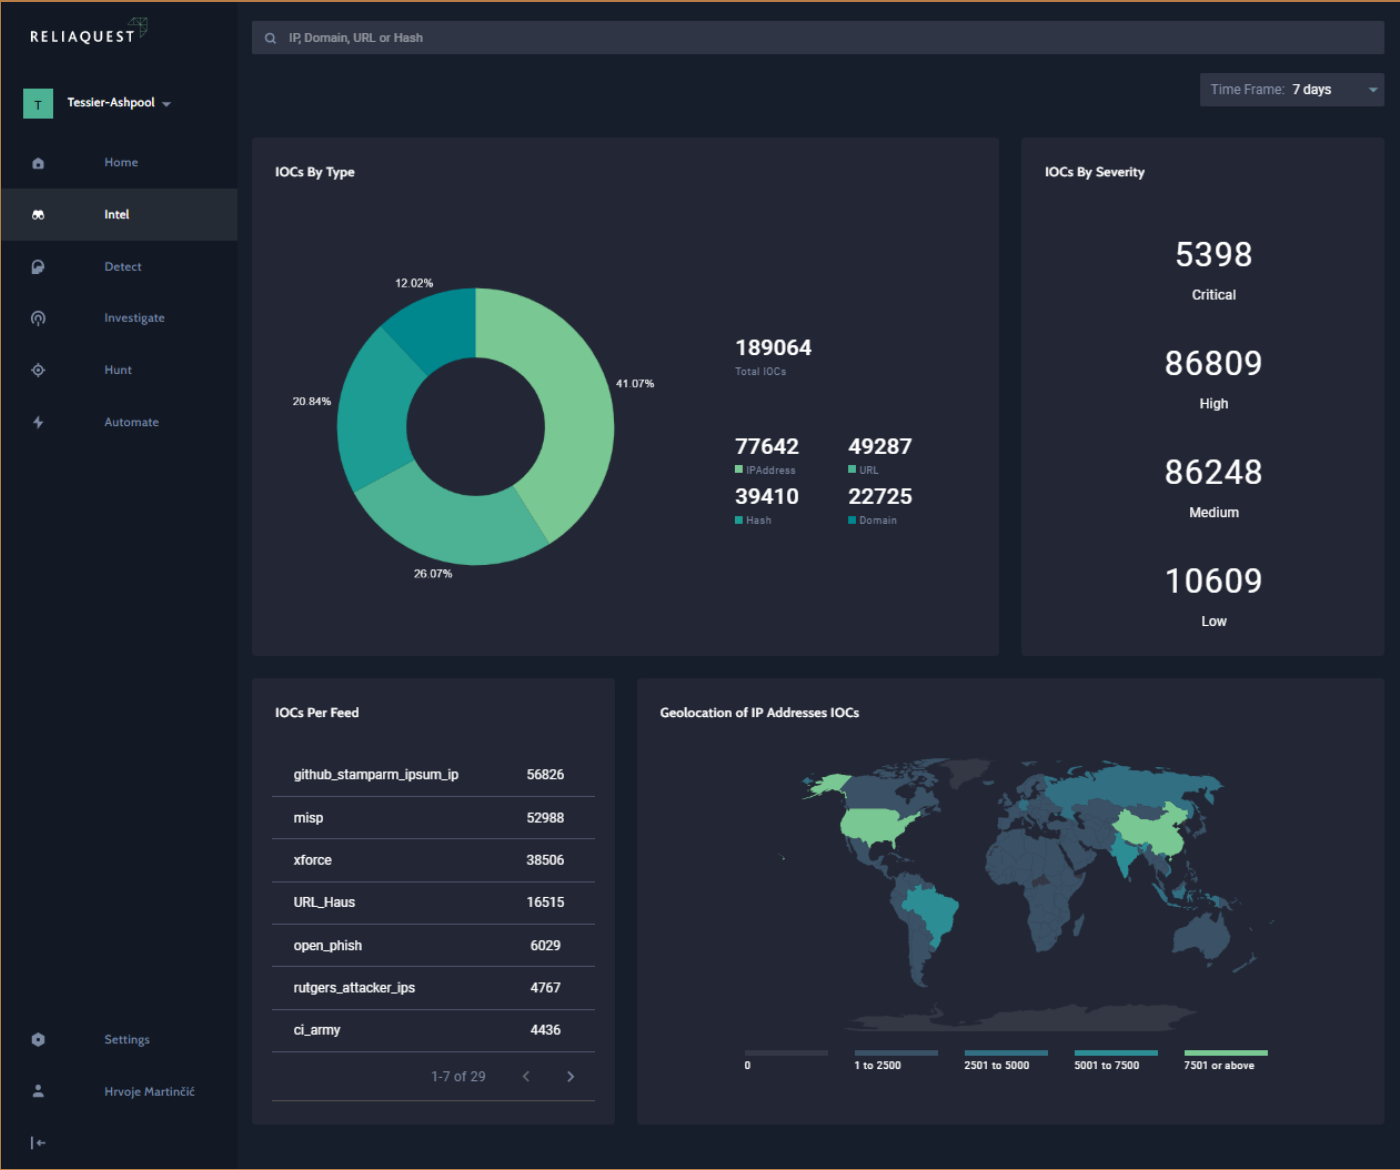 RELIAQUEST
T
Tessier-Ashpool
Home
Intel
Detect
Investigate
Hunt
Automate
Settings
Hrvoje Martinčić
IP, Domain, URL or Hash
Time Frame: 7 days
IOCs By Type
12.02%
41.07%
20.84%
26.07%
189064
Total IOCs
77642 49287
IPAddress URL
39410 22725
Hash Domain
IOCs By Severity
5398
Critical
86809
High
86248
Medium
10609
Low
IOCs Per Feed
github_stamparm_ipsum_ip 56826
misp 52988
xforce 38506
URL_Haus 16515
open_phish 6029
rutgers_attacker_ips 4767
ci_army 4436
1-7 of 29
Geolocation of IP Addresses IOCs
0 1 to 2500 2501 to 5000 5001 to 7500 7501 or above